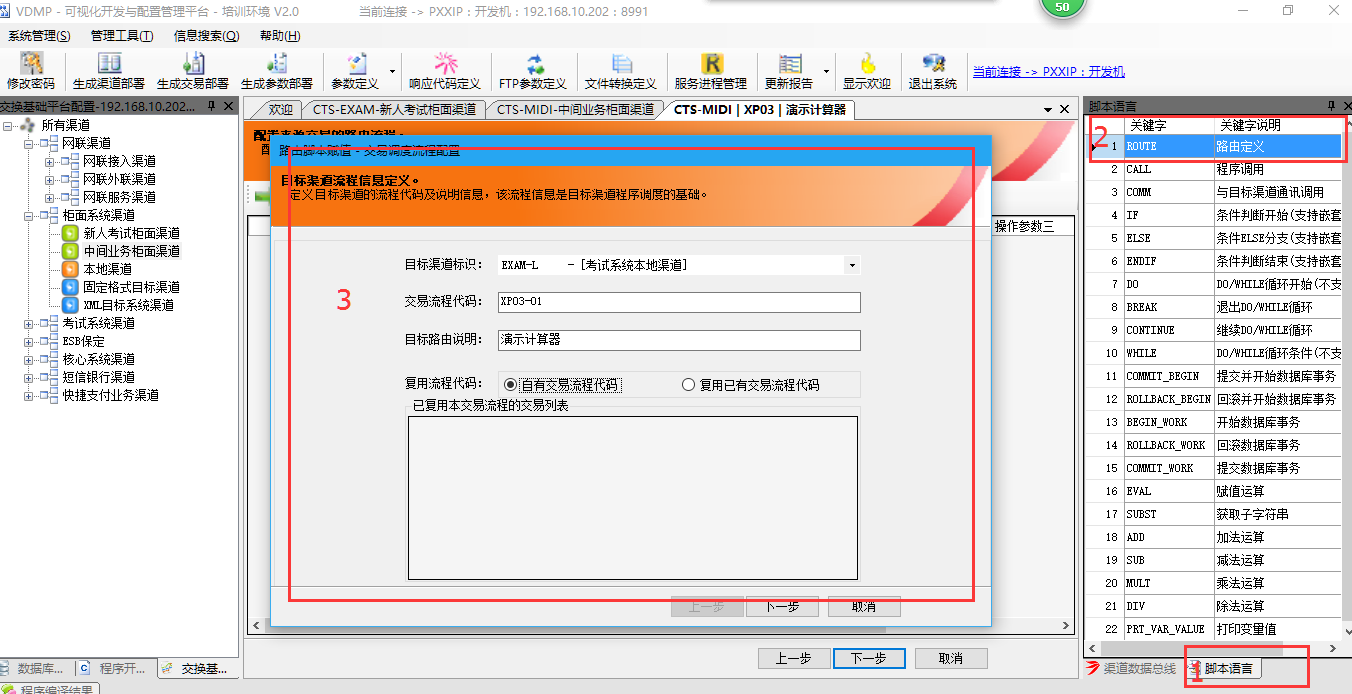 VDMP - 可视化开发与配置管理平台 - 培训环境 V2.0
当前连接 -> PXXIP：开发机：192.168.10.202：8991
50
系统管理(S) 管理工具(T) 信息搜索(Q) 帮助(H)
修改密码 生成渠道部署 生成交易部署 生成参数部署 参数定义 响应代码定义 FTP参数定义 文件转换定义 服务进程管理 更新报告 显示欢迎 退出系统 当前连接 -> PXXIP：开发机
交换基础平台配置-192.168.10.202...
所有渠道
网联渠道
网联接入渠道
网联外联渠道
网联服务渠道
柜面系统渠道
新人考试柜面渠道
中间业务柜面渠道
本地渠道
固定格式目标渠道
XML目标系统渠道
考试系统渠道
ESB保定
核心系统渠道
短信银行渠道
快捷支付业务渠道
数据库... 程序开... 交换基...
程序编译结果
欢迎 CTS-EXAM-新人考试柜面渠道 CTS-MIDI-中间业务柜面渠道 CTS-MIDI | XP03 | 演示计算器
配置来源交易的路由流程。
配
路由脚本赋值 - 交易调度流程配置
目标渠道流程信息定义。
定义目标渠道的流程代码及说明信息，该流程信息是目标渠道程序调度的基础。
操作参数三
目标渠道标识： EXAM-L - [考试系统本地渠道]
3
交易流程代码： XP03-01
目标路由说明： 演示计算器
复用流程代码： 自有交易流程代码 复用已有交易流程代码
已复用本交易流程的交易列表
上一步 下一步 取消
上一步 下一步 取消
脚本语言
2
关键字 关键字说明
1 ROUTE 路由定义
2 CALL 程序调用
3 COMM 与目标渠道通讯调用
4 IF 条件判断开始(支持嵌套
5 ELSE 条件ELSE分支(支持嵌套
6 ENDIF 条件判断结束(支持嵌套
7 DO DO/WHILE循环开始(不支
8 BREAK 退出DO/WHILE循环
9 CONTINUE 继续DO/WHILE循环
10 WHILE DO/WHILE循环条件(不支
11 COMMIT_BEGIN 提交并开始数据库事务
12 ROLLBACK_BEGIN 回滚并开始数据库事务
13 BEGIN_WORK 开始数据库事务
14 ROLLBACK_WORK 回滚数据库事务
15 COMMIT_WORK 提交数据库事务
16 EVAL 赋值运算
17 SUBST 获取子字符串
18 ADD 加法运算
19 SUB 减法运算
20 MULT 乘法运算
21 DIV 除法运算
22 PRT_VAR_VALUE 打印变量值
渠道数据总线 1 脚本语言